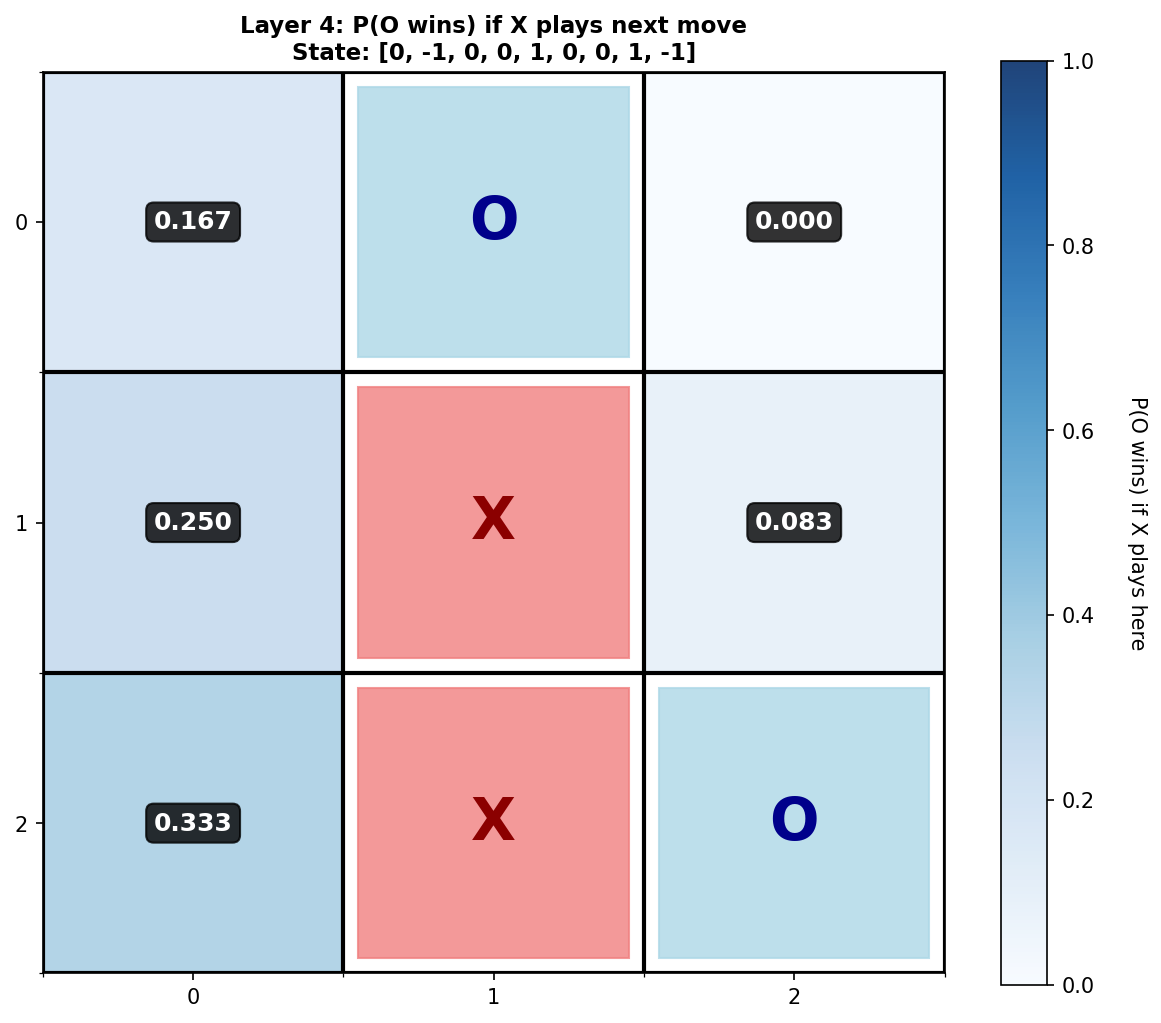 Layer 4: P(O wins) if X plays next move
State: [0, -1, 0, 0, 1, 0, 0, 1, -1]
0
0.167
O
0.000
1
0.250
X
0.083
2
0.333
X
O
0
1
2
1.0
0.8
0.6
0.4
0.2
0.0
P(O wins) if X plays here